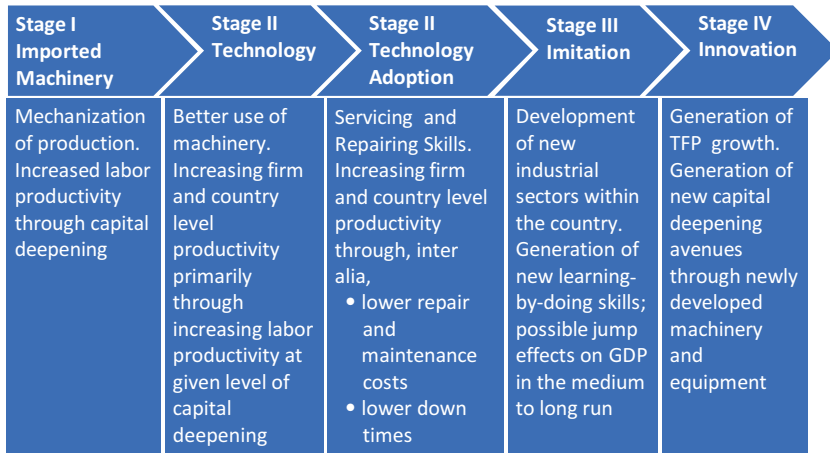 Stage I
Imported
Machinery
Stage II
Technology
Stage II
Technology
Adoption
Stage III
Imitation
Stage IV
Innovation
Mechanization
of production.
Increased labor
productivity
through capital
deepening
Better use of
machinery.
Increasing firm
and country
level
productivity
primarily
through
increasing labor
productivity at
given level of
capital
deepening
Servicing and
Repairing Skills.
Increasing firm
and country level
productivity
through, inter
alia,
• lower repair
and
maintenance
costs
• lower down
times
Development
of new
industrial
sectors within
the country.
Generation of
new learning-
by-doing skills;
possible jump
effects on GDP
in the medium
to long run
Generation of
TFP growth.
Generation of
new capital
deepening
avenues
through newly
developed
machinery
and
equipment